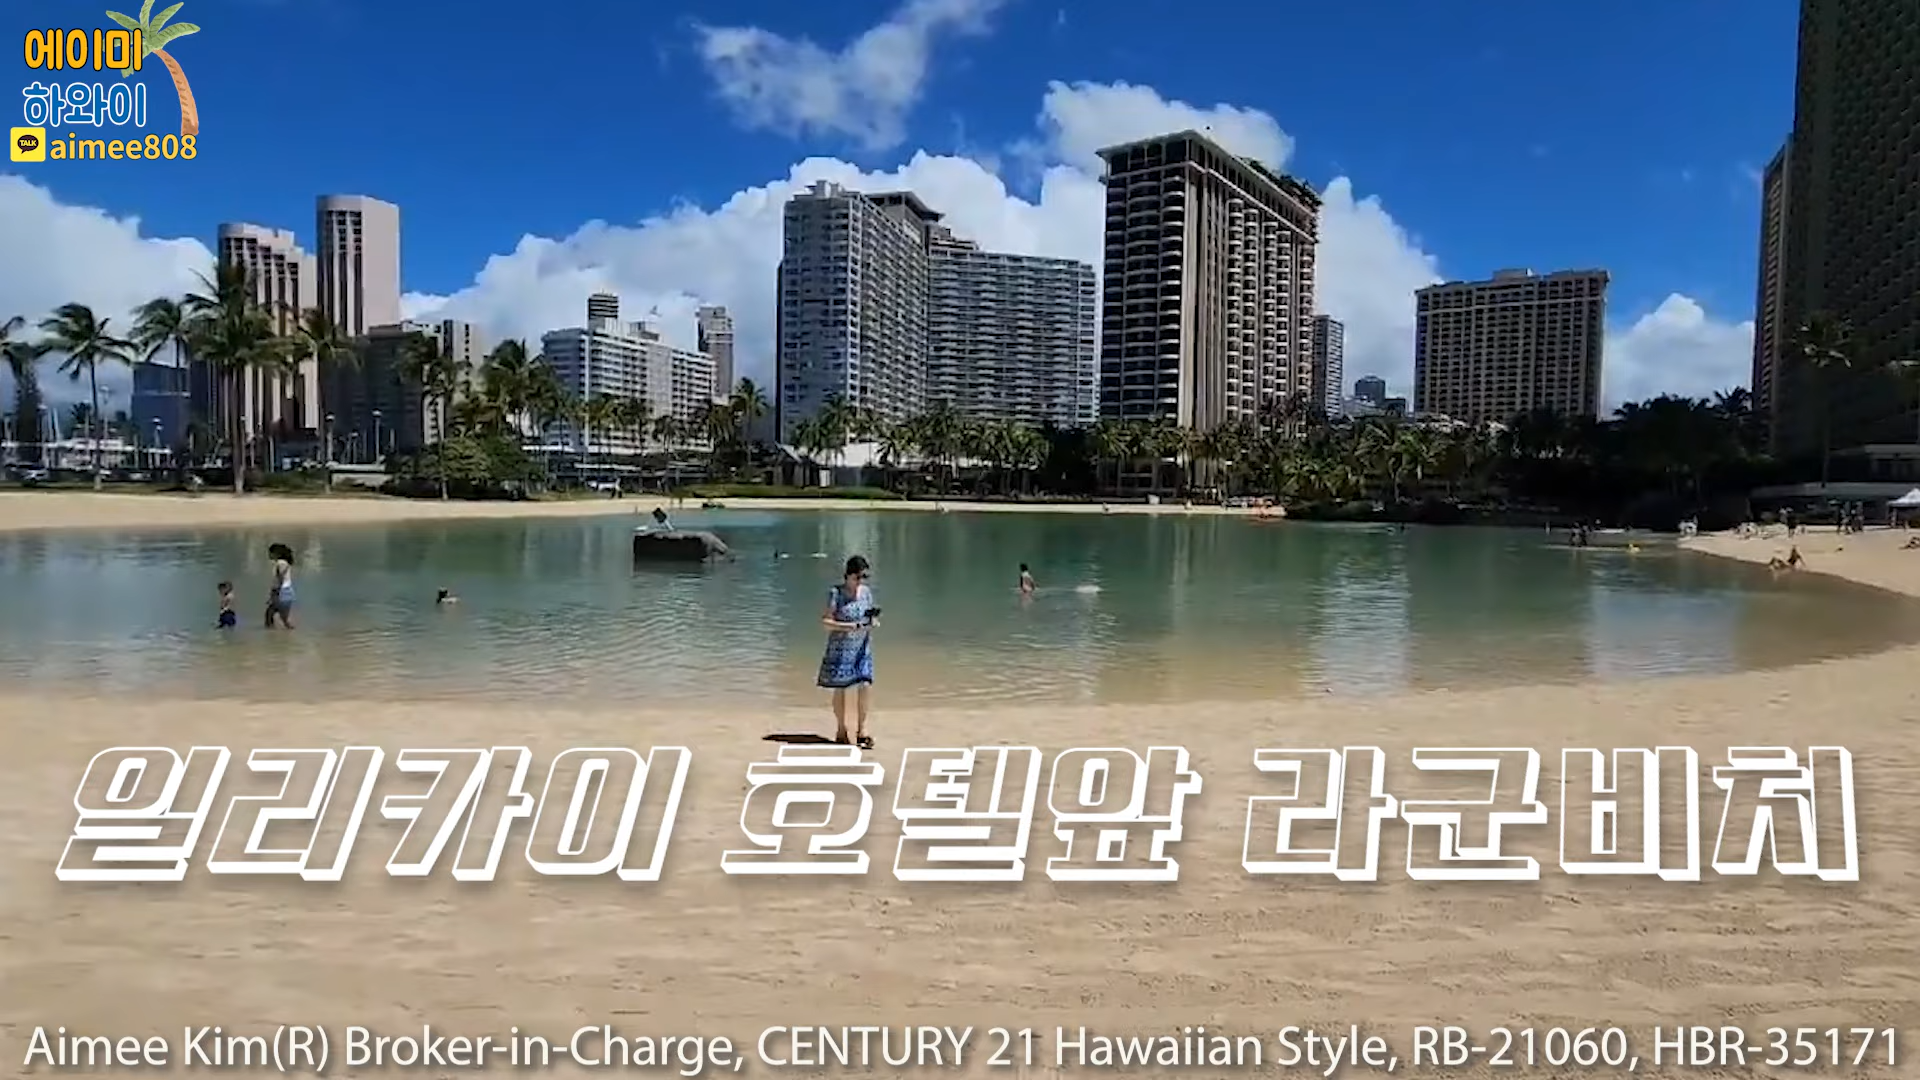 에이미
하와이
TALK aimee808
일리카이 호텔앞 라군비치
Aimee Kim(R) Broker-in-Charge, CENTURY 21 Hawaiian Style, RB-21060, HBR-35171